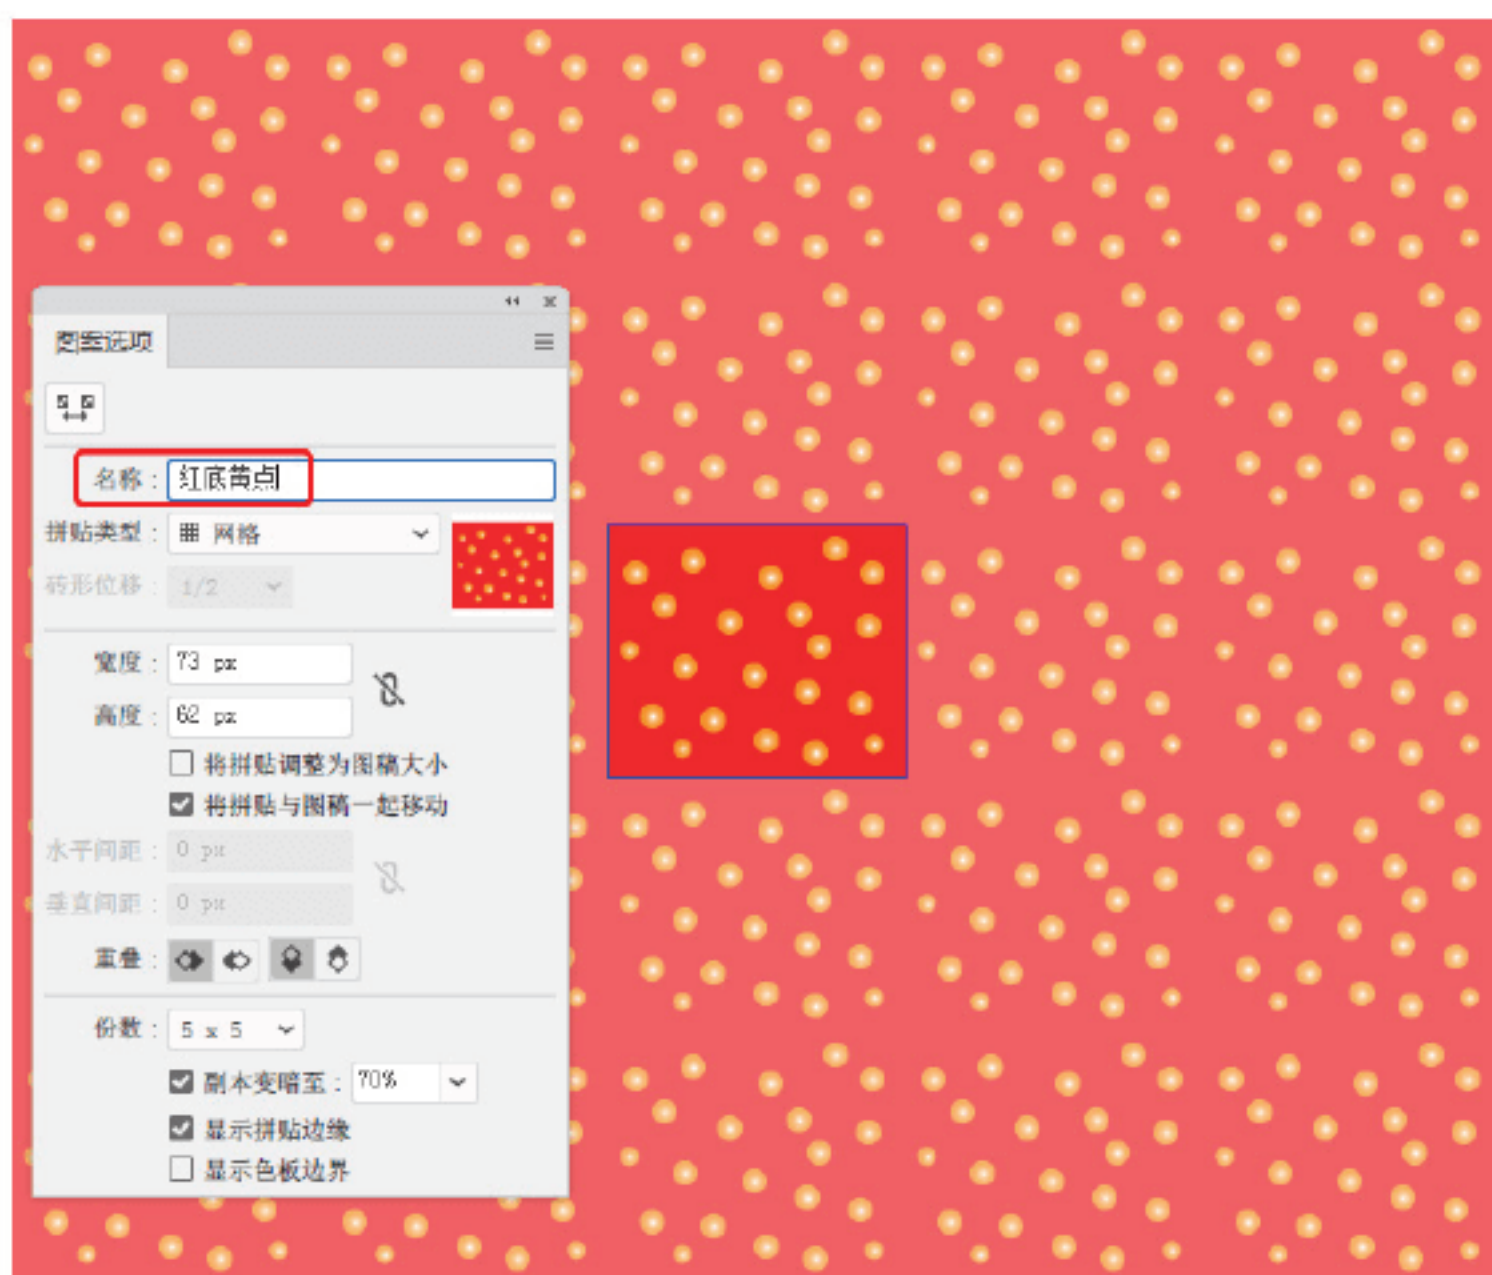 图案选项
名称： 红底黄点
拼贴类型： 网格
砖形位移： 1/2
宽度： 73 px
高度： 62 px
将拼贴调整为图稿大小
将拼贴与图稿一起移动
水平间距： 0 px
垂直间距： 0 px
重叠：
份数： 5 x 5
副本变暗至： 70%
显示拼贴边缘
显示色板边界